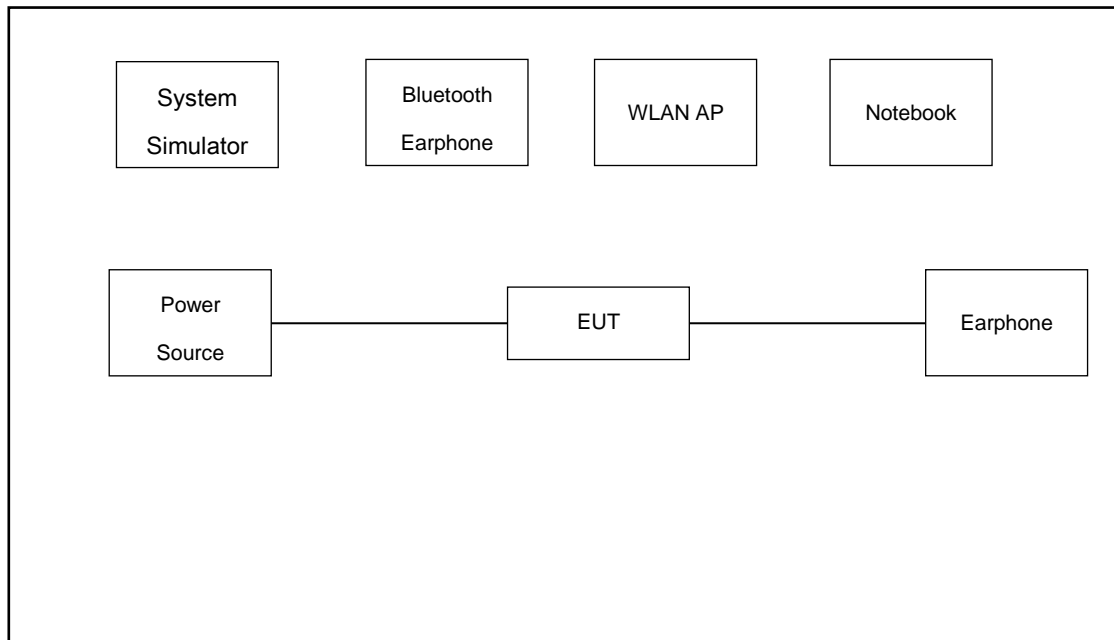 System
Simulator
Bluetooth
Earphone
WLAN AP
Notebook
Power
Source
EUT
Earphone